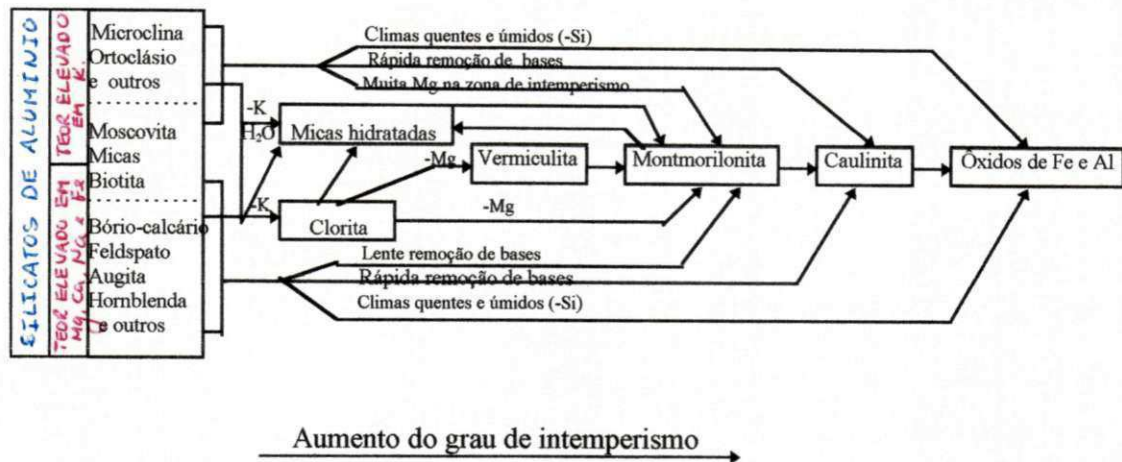 EILICATOS DE ALUMINIO
TEOR ELEVADO
EM K.
TEOR ELEVADO EM
Mg, Ca, Na e Fe
Microclina
Ortoclásio
e outros
Moscovita
Micas
Biotita
Bório-calcário
Feldspato
Augita
Hornblenda
e outros
Climas quentes e úmidos (-Si)
Rápida remoção de bases
Muita Mg na zona de intemperismo
-K
H₂O
Micas hidratadas
-Mg
Vermiculita
Montmorilonita
Caulinita
Ôxidos de Fe e Al
-K
Clorita
-Mg
Lente remoção de bases
Rápida remoção de bases
Climas quentes e úmidos (-Si)
Aumento do grau de intemperismo